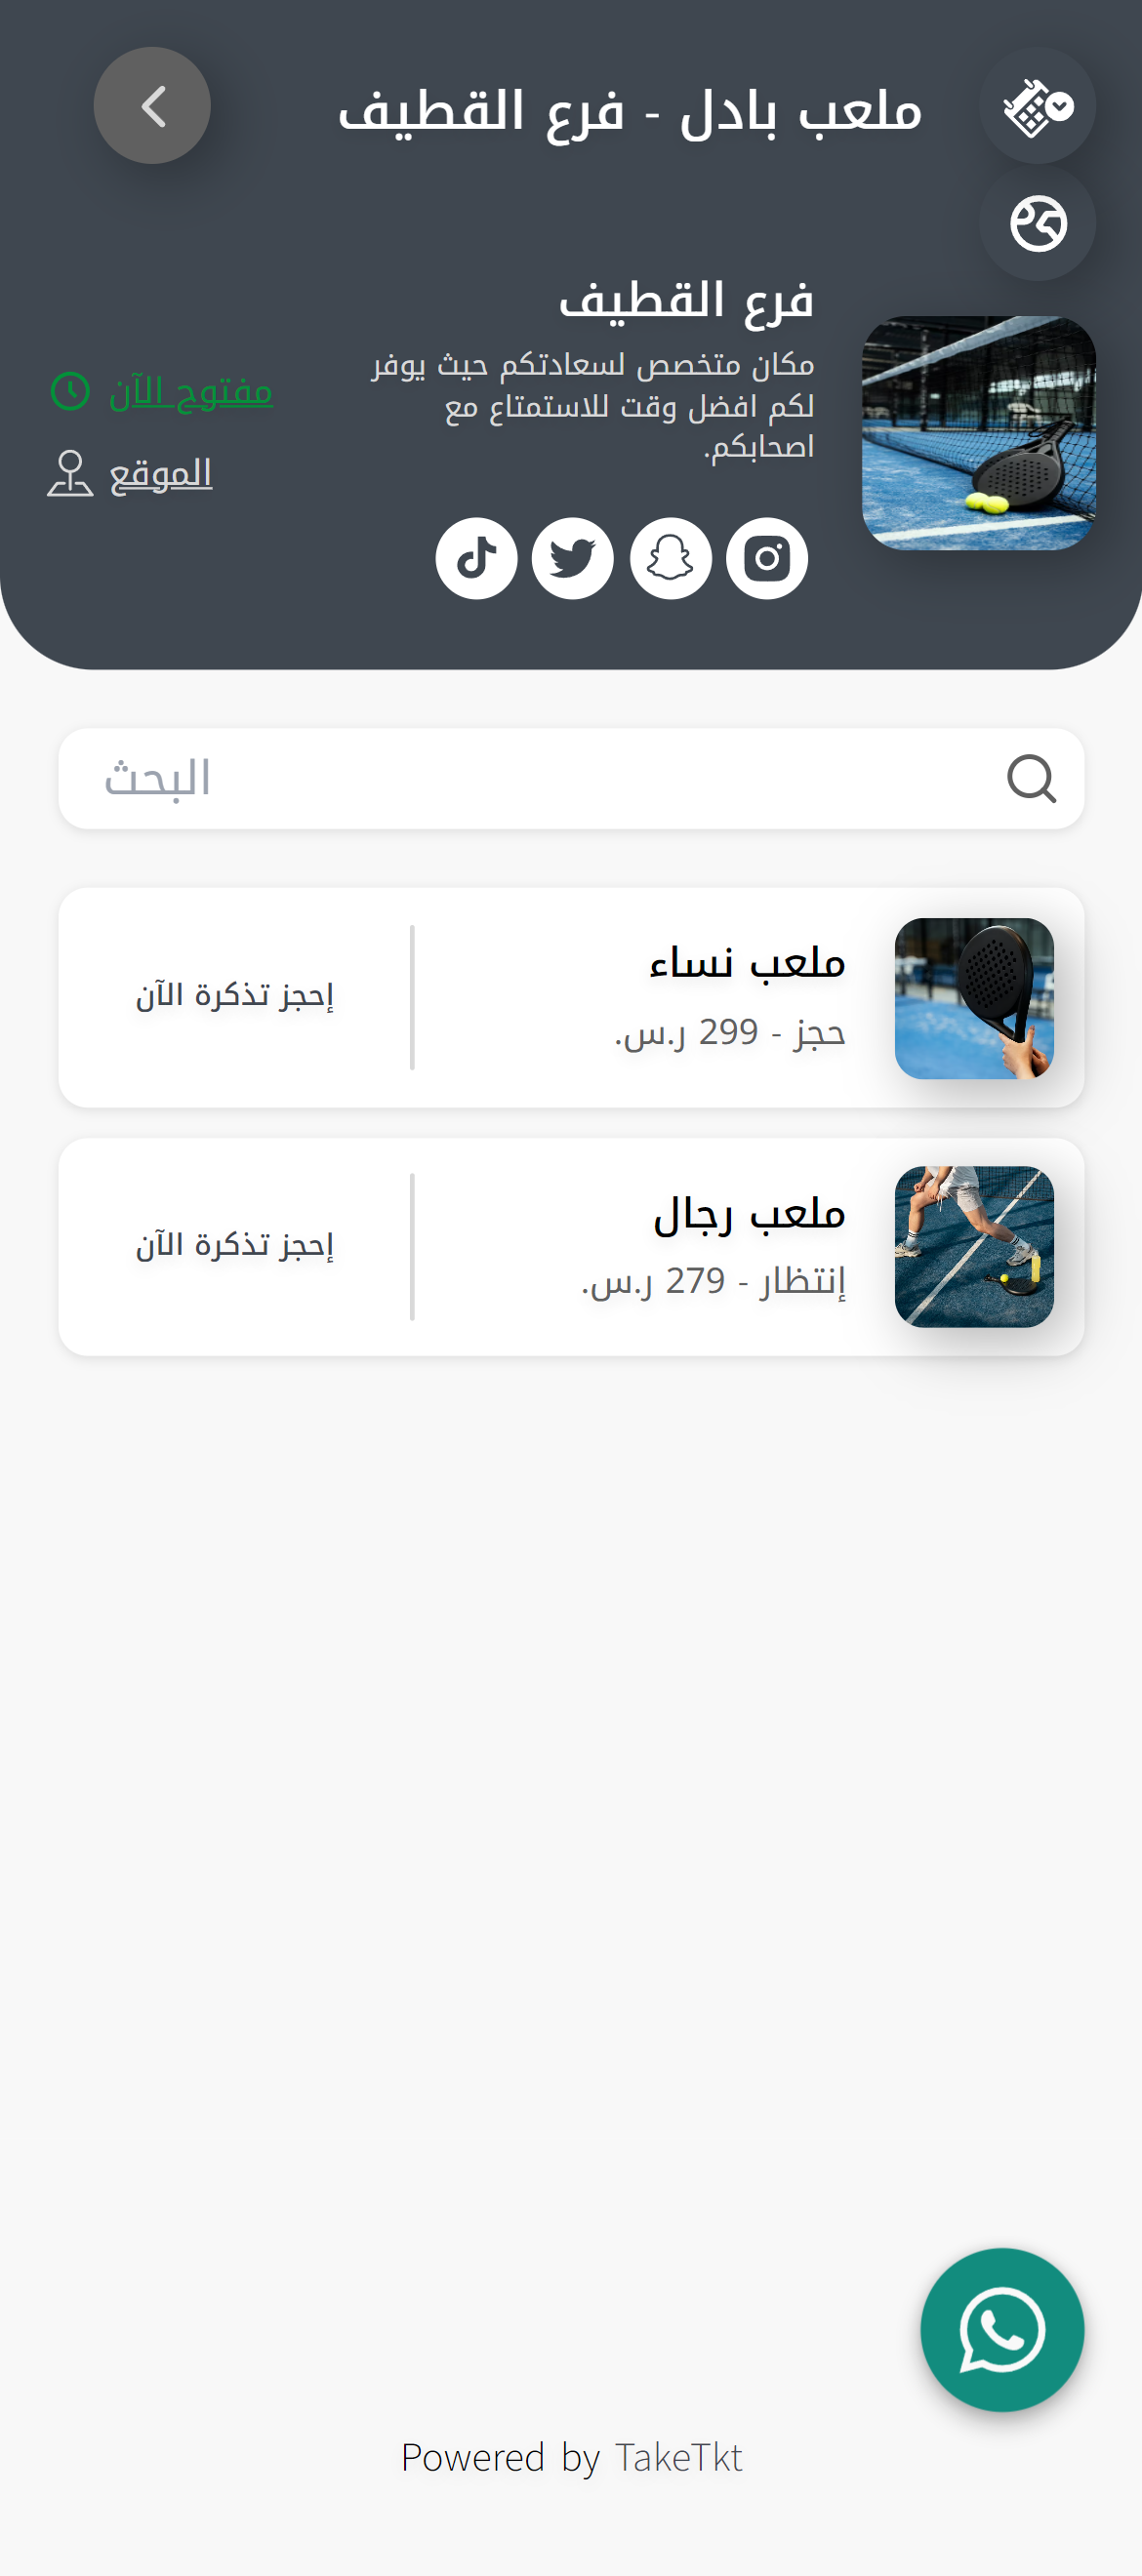 ملعب بادل - فرع القطيف
فرع القطيف
مكان متخصص لسعادتكم حيث يوفر
لكم افضل وقت للاستمتاع مع
اصحابكم.
مفتوح الآن
الموقع
البحث
ملعب نساء
حجز - 299 ر.س.
إحجز تذكرة الآن
ملعب رجال
إنتظار - 279 ر.س.
إحجز تذكرة الآن
Powered by TakeTkt